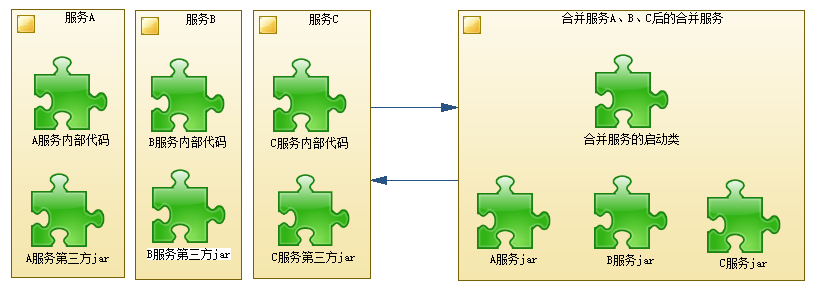 服务A
服务B
服务C
合并服务A、B、C后的合并服务
A服务内部代码
B服务内部代码
C服务内部代码
合并服务的启动类
A服务第三方jar
B服务第三方jar
C服务第三方jar
A服务jar
B服务jar
C服务jar